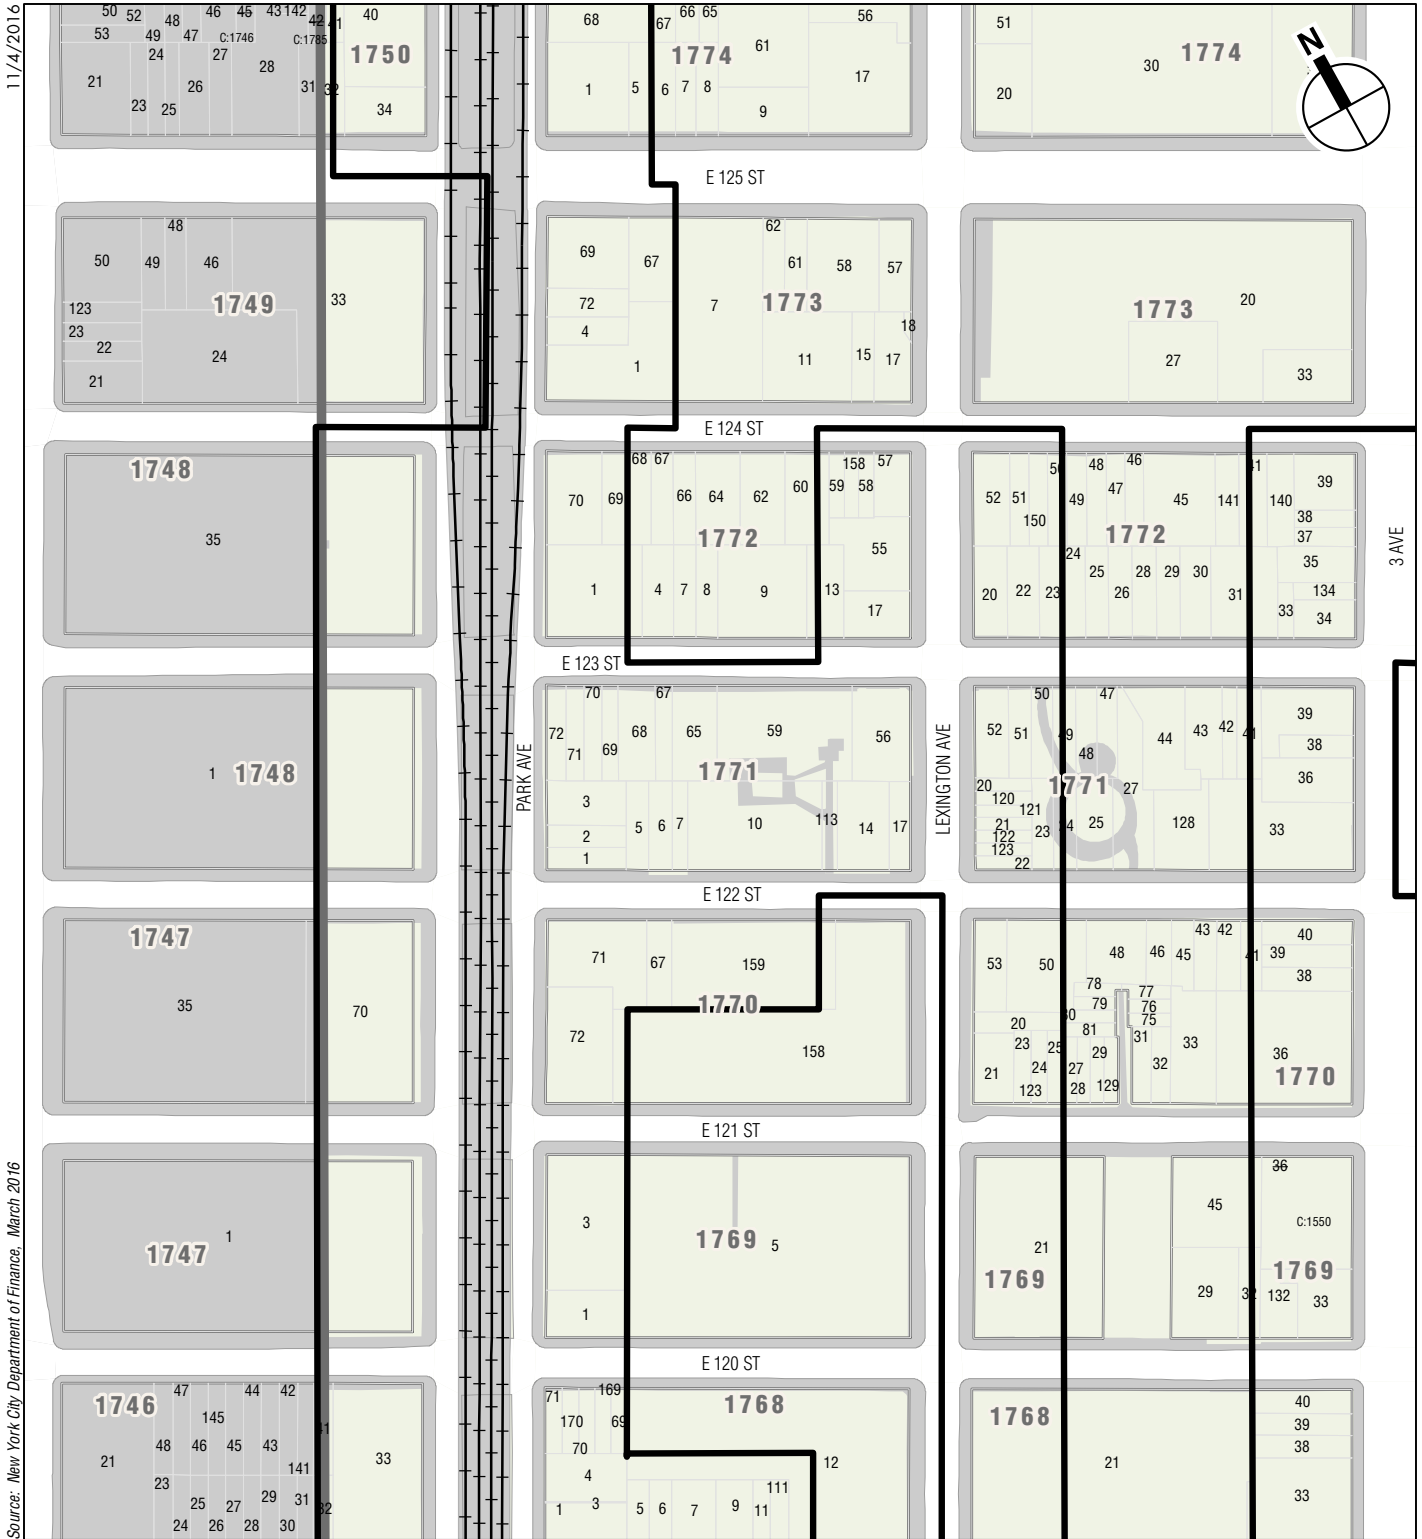 11/4/2016
50 52 48 46 45 43 142 42 41 40
53 49 47 C:1746 C:1785
24 27 28 1750
21 26 31 32
23 25 34
68 67 66 65 56
1774 61
1 5 6 7 8 17
9
51
30 1774
20
N
E 125 ST
48
50 49 46
123 1749 33
23
22 24
21
69 67 62 61 58 57
72 7 1773
4 18
1 11 15 17
1773 20
27 33
E 124 ST
1748
35
68 67 158 57
70 69 66 64 62 60 59 58
1772
55
1 4 7 8 9 13 17
50 48 46
52 51 49 47 45 141 41 140 39
150 1772 38
37
24 35
20 22 23 25 26 28 29 30 31 33 134
34
3 AVE
E 123 ST
1 1748
PARK AVE
70 67
72 71 69 68 65 59 56
1771
3
2 5 6 7 10 113 14 17
1
LEXINGTON AVE
50 47
52 51 49 48 44 43 42 41 39
38
20 1771 27 36
120 121
21 23 24 25 128 33
122
123 22
E 122 ST
1747
35 70
71 67 159
1770
72 158
43 42 40
53 50 48 46 45 41 39
38
78 77
79 76
20 80 75
81 31
23 25 29 33 36
21 24 27 32 1770
123 28 129
E 121 ST
1
1747
3
1769 5
1
36
45
21 C:1550
1769 1769
29 32 132 33
E 120 ST
47 44 42
1746 145 41
48 46 45 43
21 141 33
23 25 27 29 31 32
24 26 28 30
71 169 1768
170 69
70 12
4 111
1 3 5 6 7 9 11
1768 40
39
38
21
33
Source: New York City Department of Finance, March 2016